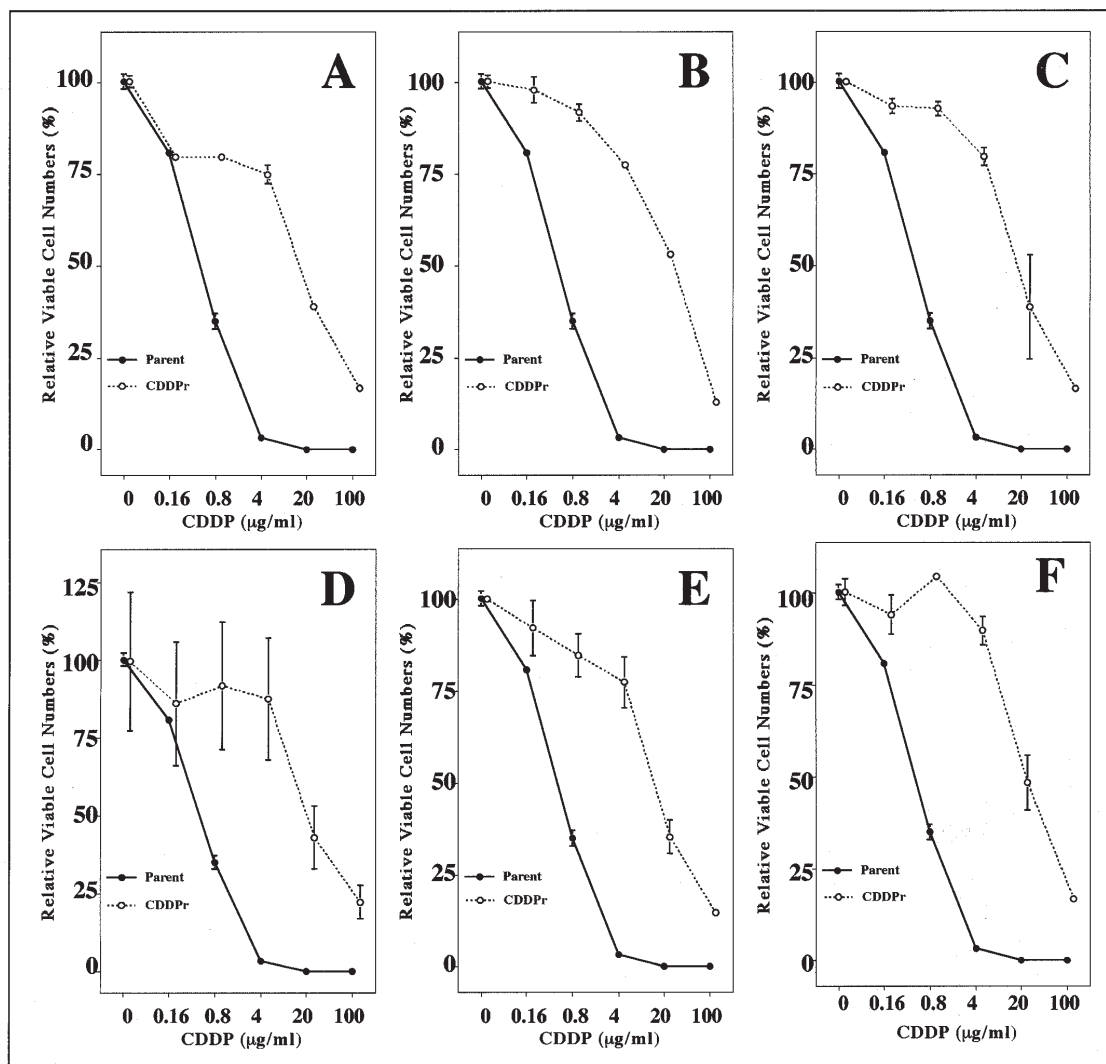 A
Relative Viable Cell Numbers (%)
100
75
50
25
0
Parent
CDDPr
0 0.16 0.8 4 20 100
CDDP (μg/ml)
B
Relative Viable Cell Numbers (%)
100
75
50
25
0
Parent
CDDPr
0 0.16 0.8 4 20 100
CDDP (μg/ml)
C
Relative Viable Cell Numbers (%)
100
75
50
25
0
Parent
CDDPr
0 0.16 0.8 4 20 100
CDDP (μg/ml)
D
Relative Viable Cell Numbers (%)
125
100
75
50
25
0
Parent
CDDPr
0 0.16 0.8 4 20 100
CDDP (μg/ml)
E
Relative Viable Cell Numbers (%)
100
75
50
25
0
Parent
CDDPr
0 0.16 0.8 4 20 100
CDDP (μg/ml)
F
Relative Viable Cell Numbers (%)
100
75
50
25
0
Parent
CDDPr
0 0.16 0.8 4 20 100
CDDP (μg/ml)